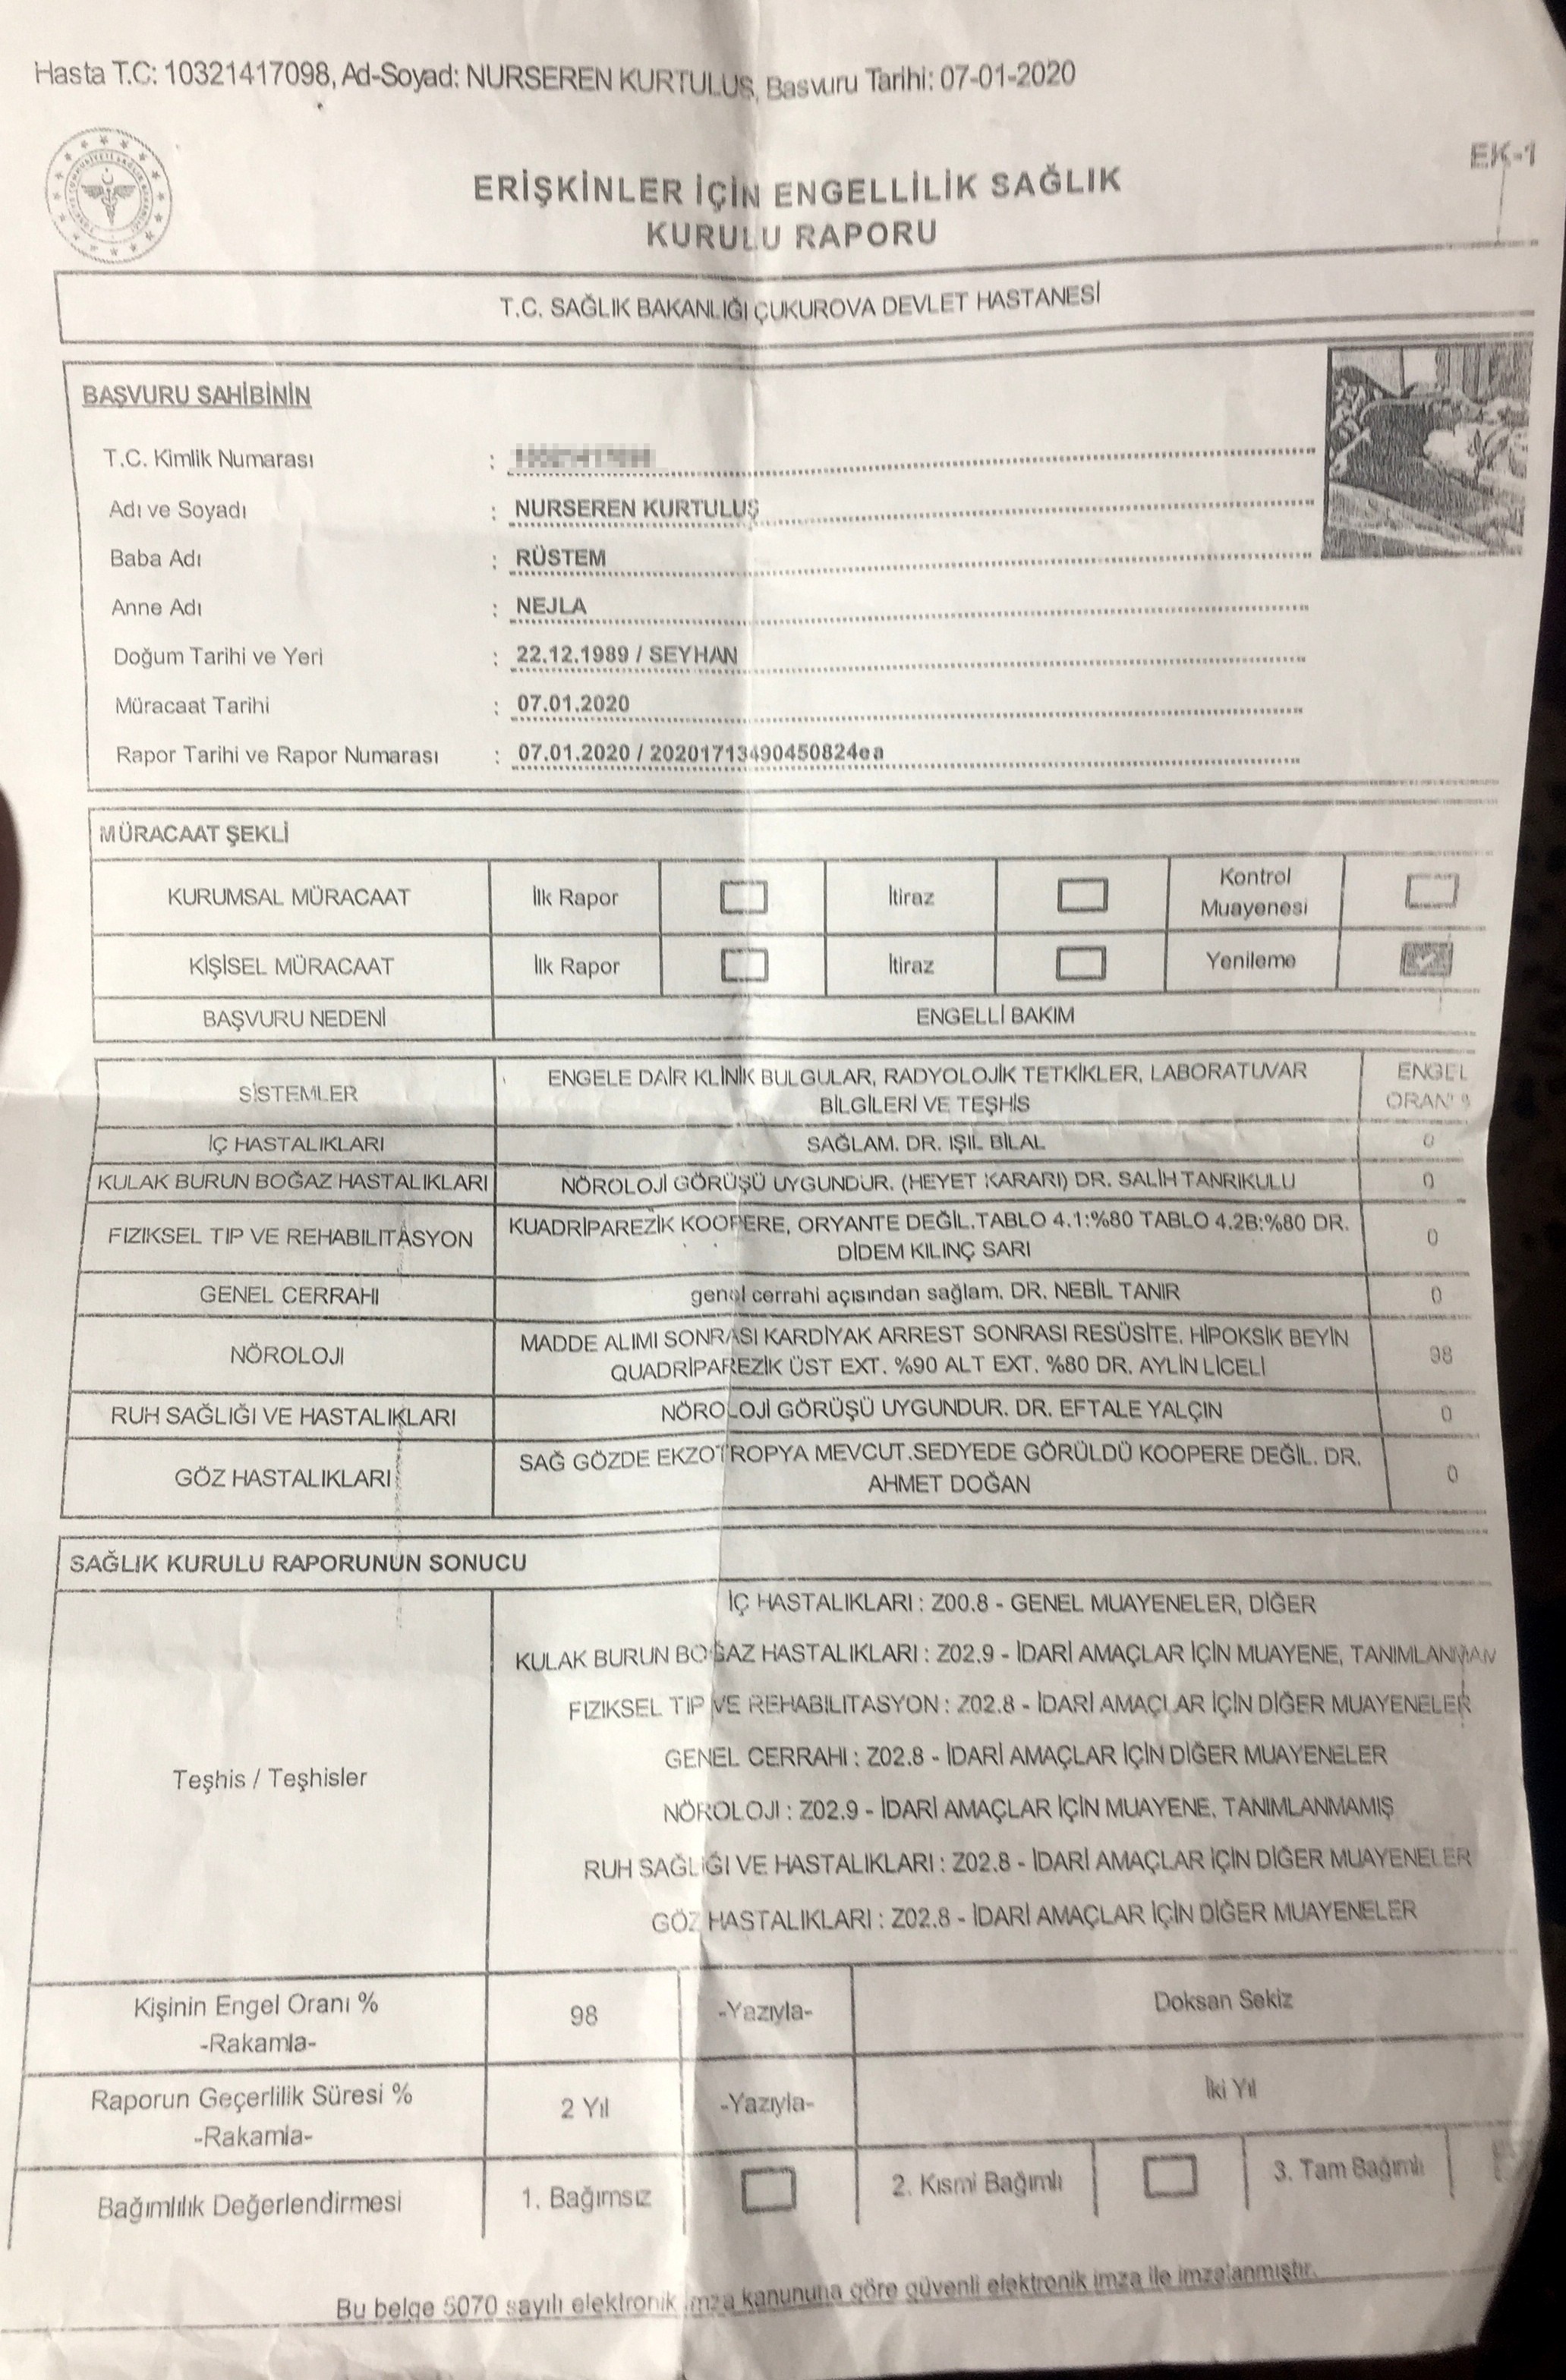 Hasta T.C: 10321417098, Ad-Soyad: NURSEREN KURTULUŞ, Basvuru Tarihi: 07-01-2020
EK-1
ERİŞKİNLER İÇİN ENGELLİLİK SAĞLIK
KURULU RAPORU
T.C. SAĞLIK BAKANLIĞI ÇUKUROVA DEVLET HASTANESİ
BAŞVURU SAHİBİNİN
T.C. Kimlik Numarası :
Adı ve Soyadı : NURSEREN KURTULUŞ
Baba Adı : RÜSTEM
Anne Adı : NEJLA
Doğum Tarihi ve Yeri : 22.12.1989 / SEYHAN
Müracaat Tarihi : 07.01.2020
Rapor Tarihi ve Rapor Numarası : 07.01.2020 / 20201713490450824ea
MÜRACAAT ŞEKLİ
KURUMSAL MÜRACAAT İlk Rapor İtiraz Kontrol Muayenesi
KİŞİSEL MÜRACAAT İlk Rapor İtiraz Yenileme
BAŞVURU NEDENİ ENGELLİ BAKIM
SİSTEMLER ENGELE DAİR KLİNİK BULGULAR, RADYOLOJİK TETKİKLER, LABORATUVAR ENGEL
BİLGİLERİ VE TEŞHİS ORANI %
İÇ HASTALIKLARI SAĞLAM. DR. IŞIL BİLAL 0
KULAK BURUN BOĞAZ HASTALIKLARI NÖROLOJİ GÖRÜŞÜ UYGUNDUR. (HEYET KARARI) DR. SALİH TANRIKULU 0
FIZIKSEL TIP VE REHABILITASYON KUADRİPAREZİK KOOPERE, ORYANTE DEĞİL.TABLO 4.1:%80 TABLO 4.2B:%80 DR. 0
DİDEM KILINÇ SARI
GENEL CERRAHI genel cerrahi açısından sağlam. DR. NEBİL TANIR 0
NÖROLOJI MADDE ALIMI SONRASI KARDİYAK ARREST SONRASI RESÜSİTE. HİPOKSİK BEYİN 98
QUADRİPAREZİK ÜST EXT. %90 ALT EXT. %80 DR. AYLİN LİCELİ
RUH SAĞLIĞI VE HASTALIKLARI NÖROLOJİ GÖRÜŞÜ UYGUNDUR. DR. EFTALE YALÇIN 0
GÖZ HASTALIKLARI SAĞ GÖZDE EKZOTROPYA MEVCUT.SEDYEDE GÖRÜLDÜ KOOPERE DEĞİL. DR. 0
AHMET DOĞAN
SAĞLIK KURULU RAPORUNUN SONUCU
Teşhis / Teşhisler
İÇ HASTALIKLARI : Z00.8 - GENEL MUAYENELER, DİĞER
KULAK BURUN BOĞAZ HASTALIKLARI : Z02.9 - İDARİ AMAÇLAR İÇİN MUAYENE, TANIMLANMAM
FIZIKSEL TIP VE REHABILITASYON : Z02.8 - İDARİ AMAÇLAR İÇİN DİĞER MUAYENELER
GENEL CERRAHI : Z02.8 - İDARİ AMAÇLAR İÇİN DİĞER MUAYENELER
NÖROLOJI : Z02.9 - İDARİ AMAÇLAR İÇİN MUAYENE, TANIMLANMAMIŞ
RUH SAĞLIĞI VE HASTALIKLARI : Z02.8 - İDARİ AMAÇLAR İÇİN DİĞER MUAYENELER
GÖZ HASTALIKLARI : Z02.8 - İDARİ AMAÇLAR İÇİN DİĞER MUAYENELER
Kişinin Engel Oranı % -Rakamla- 98 -Yazıyla- Doksan Sekiz
Raporun Geçerlilik Süresi % -Rakamla- 2 Yıl -Yazıyla- İki Yıl
Bağımlılık Değerlendirmesi 1. Bağımsız 2. Kısmi Bağımlı 3. Tam Bağımlı
Bu belge 5070 sayılı elektronik imza kanununa göre güvenli elektronik imza ile imzalanmıştır.